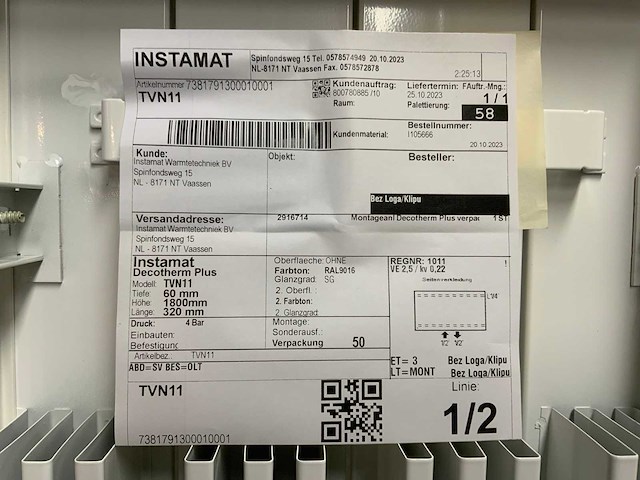 INSTAMAT
Spinfondsweg 15 Tel. 0578574949 20.10.2023
NL-8171 NT Vaassen Fax. 0578572878
2:25:13
Artikelnummer 7381791300010001
TVN11
Kundenauftrag:
800780885 /10
Raum:
Liefertermin:
25.10.2023
Palettierung:
FAuftr.-Mng.:
1 / 1
58
Kundenmaterial:
Bestellnummer:
I105666
20.10.2023
Kunde:
Instamat Warmtetechniek BV
Spinfondsweg 15
NL - 8171 NT Vaassen
Objekt:
Besteller:
Bez Loga/Klipu
Versandadresse:
Instamat Warmtetechniek BV
Spinfondsweg 15
NL - 8171 NT Vaassen
2916714 Montageanl Decotherm Plus verpac 1 ST
Instamat
Decotherm Plus
Modell: TVN11
Tiefe: 60 mm
Höhe: 1800mm
Länge: 320 mm
Oberflaeche: OHNE
Farbton: RAL9016
Glanzgrad: SG
2. Oberfl.:
2. Farbton:
2. Glanzgrad
REGNR: 1011 !
VE 2,5 / kv 0,22
Seitenverkleidung
L"/4"
1/2" 1/2"
Druck: 4 Bar
Einbauten:
Befestigung:
Montage:
Sonderausf.:
Verpackung 50
Artikelbez.: TVN11
ABD=SV BES=OLT
ET= 3 Bez Loga/Klipu
LT=MONT Bez Loga/Klipu
TVN11
7381791300010001
Linie:
1/2